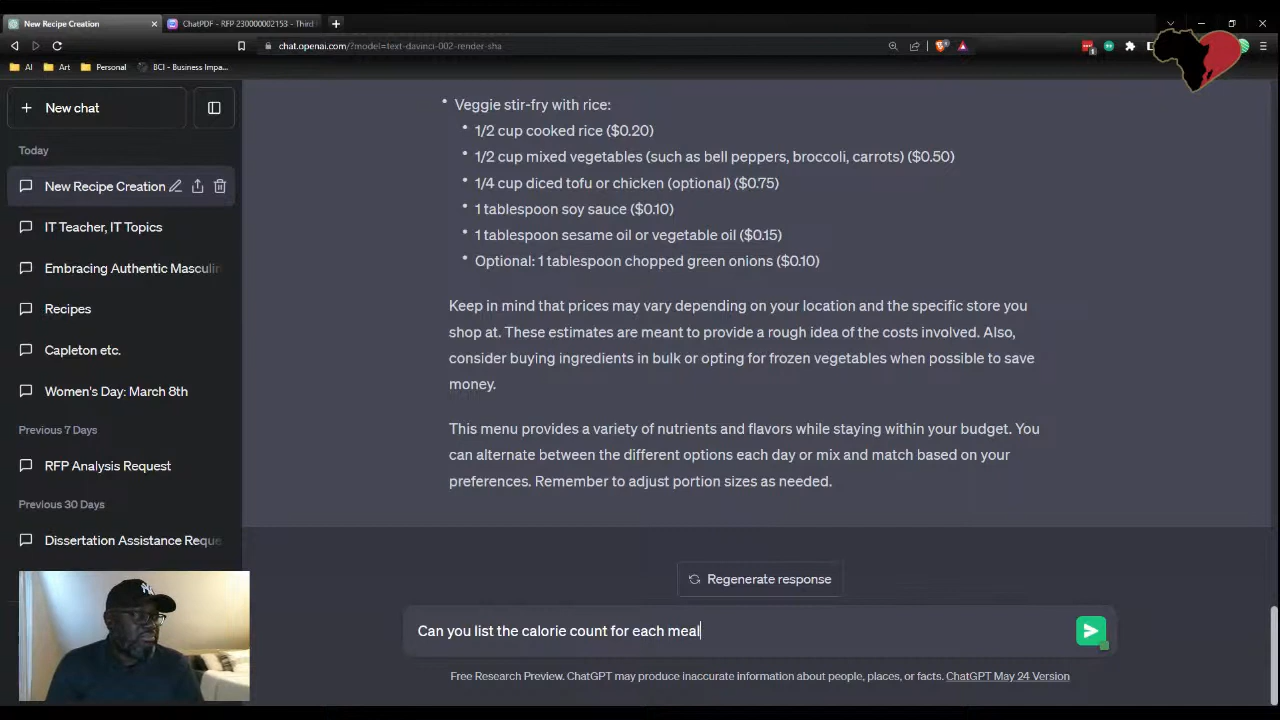 New Recipe Creation
ChatPDF - RFP 230000002153 - Third
chat.openai.com/?model=text-davinci-002-render-sha
AI
Art
Personal
BCI - Business Impa...
New chat
Today
New Recipe Creation
IT Teacher, IT Topics
Embracing Authentic Masculin
Recipes
Capleton etc.
Women's Day: March 8th
Previous 7 Days
RFP Analysis Request
Previous 30 Days
Dissertation Assistance Reque
• Veggie stir-fry with rice:
• 1/2 cup cooked rice ($0.20)
• 1/2 cup mixed vegetables (such as bell peppers, broccoli, carrots) ($0.50)
• 1/4 cup diced tofu or chicken (optional) ($0.75)
• 1 tablespoon soy sauce ($0.10)
• 1 tablespoon sesame oil or vegetable oil ($0.15)
• Optional: 1 tablespoon chopped green onions ($0.10)
Keep in mind that prices may vary depending on your location and the specific store you
shop at. These estimates are meant to provide a rough idea of the costs involved. Also,
consider buying ingredients in bulk or opting for frozen vegetables when possible to save
money.
This menu provides a variety of nutrients and flavors while staying within your budget. You
can alternate between the different options each day or mix and match based on your
preferences. Remember to adjust portion sizes as needed.
Regenerate response
Can you list the calorie count for each meal
Free Research Preview. ChatGPT may produce inaccurate information about people, places, or facts. ChatGPT May 24 Version